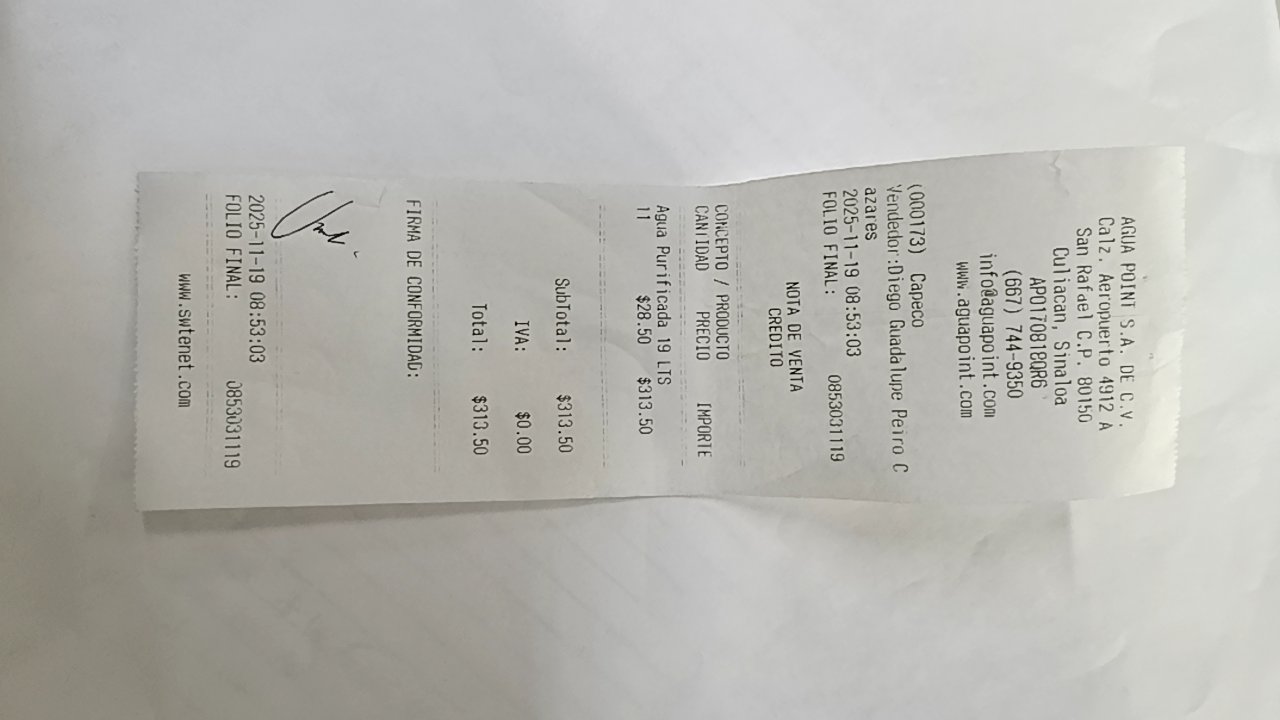 AGUA POINT S.A. DE C.V.
Calz. Aeropuerto 4912 A
San Rafael C.P. 80150
Culiacan, Sinaloa
APO170818QR6
(667) 744-9350
info@aguapoint.com
www.aguapoint.com
(000173) Capeco
Vendedor:Diego Guadalupe Peiro C
azares
2025-11-19 08:53:03
FOLIO FINAL: 0853031119
NOTA DE VENTA
CREDITO
CONCEPTO / PRODUCTO
CANTIDAD PRECIO IMPORTE
Agua Purificada 19 LTS
11 $28.50 $313.50
SubTotal: $313.50
IVA: $0.00
Total: $313.50
FIRMA DE CONFORMIDAD:
2025-11-19 08:53:03
FOLIO FINAL: 0853031119
www.swtenet.com